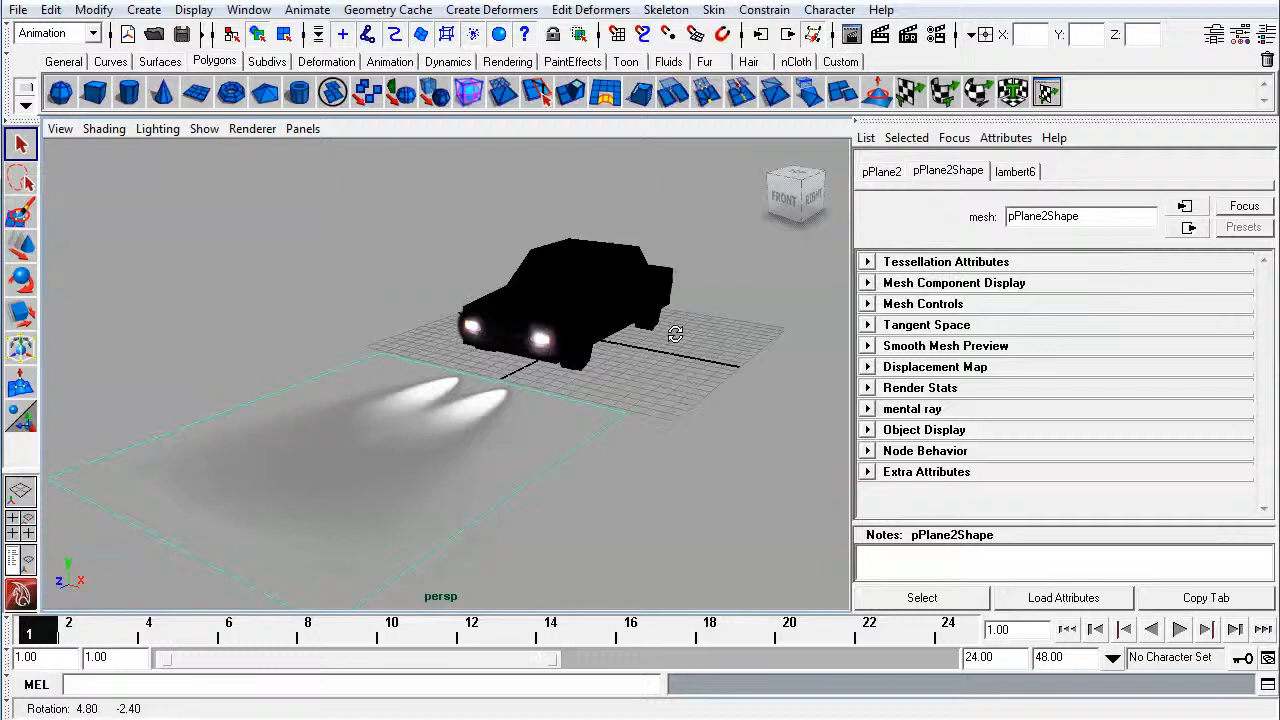 File Edit Modify Create Display Window Animate Geometry Cache Create Deformers Edit Deformers Skeleton Skin Constrain Character Help
Animation X: Y: Z:
General Curves Surfaces Polygons Subdivs Deformation Animation Dynamics Rendering PaintEffects Toon Fluids Fur Hair nCloth Custom
View Shading Lighting Show Renderer Panels
List Selected Focus Attributes Help
pPlane2 pPlane2Shape lambert6
mesh: pPlane2Shape Focus
Presets
FRONT RIGHT
Tessellation Attributes
Mesh Component Display
Mesh Controls
Tangent Space
Smooth Mesh Preview
Displacement Map
Render Stats
mental ray
Object Display
Node Behavior
Extra Attributes
Notes: pPlane2Shape
y
z x
persp
Select Load Attributes Copy Tab
1 2 4 6 8 10 12 14 16 18 20 22 24 1.00
1.00 1.00 24.00 48.00 No Character Set
MEL
Rotation: 4.80 -2.40